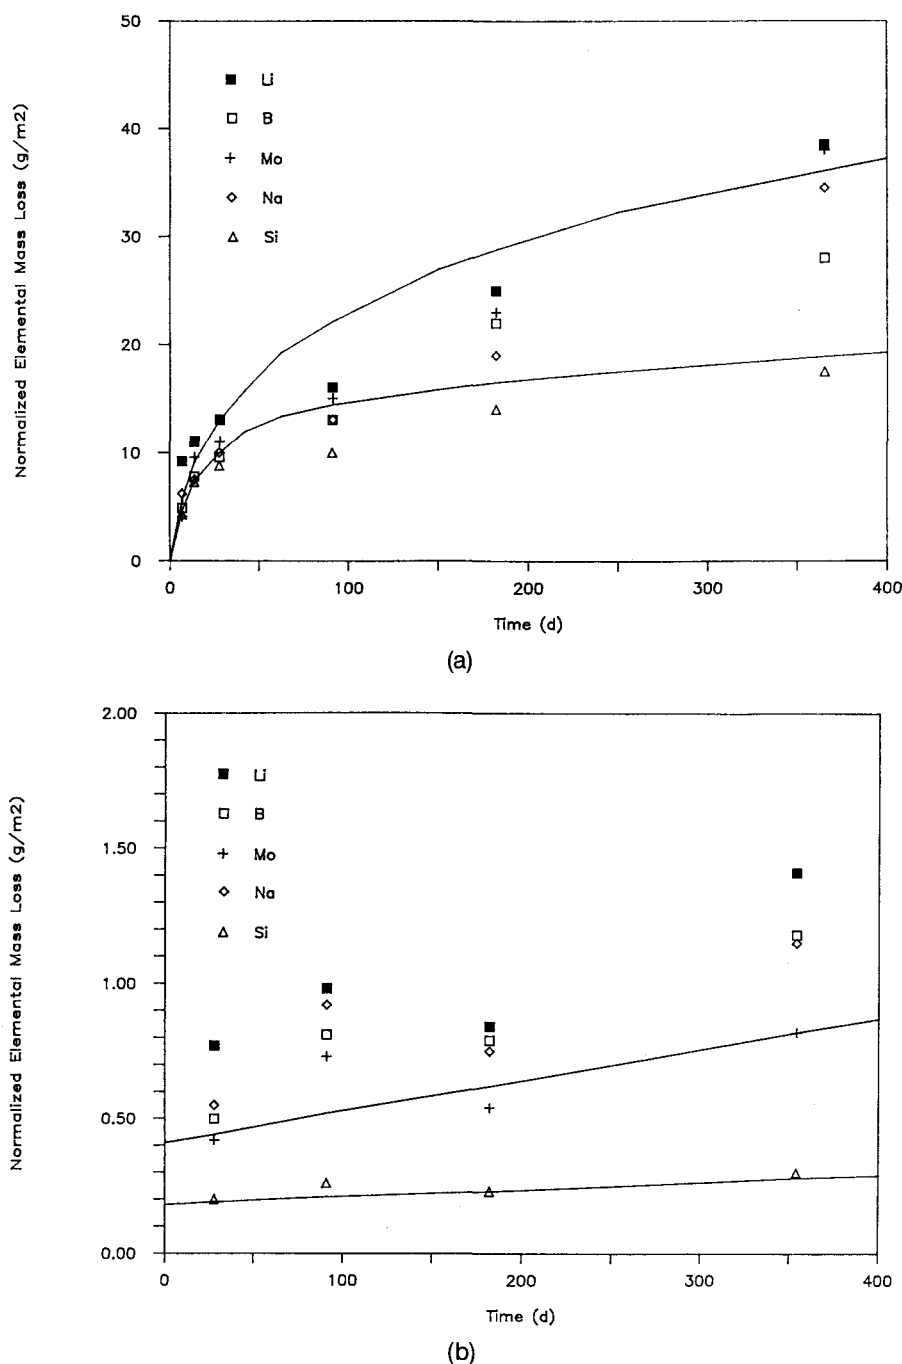 Normalized Elemental Mass Loss (g/m2)
50
40
30
20
10
0
Li
B
Mo
Na
Si
0 100 200 300 400
Time (d)
(a)
Normalized Elemental Mass Loss (g/m2)
2.00
1.50
1.00
0.50
0.00
Li
B
Mo
Na
Si
0 100 200 300 400
Time (d)
(b)